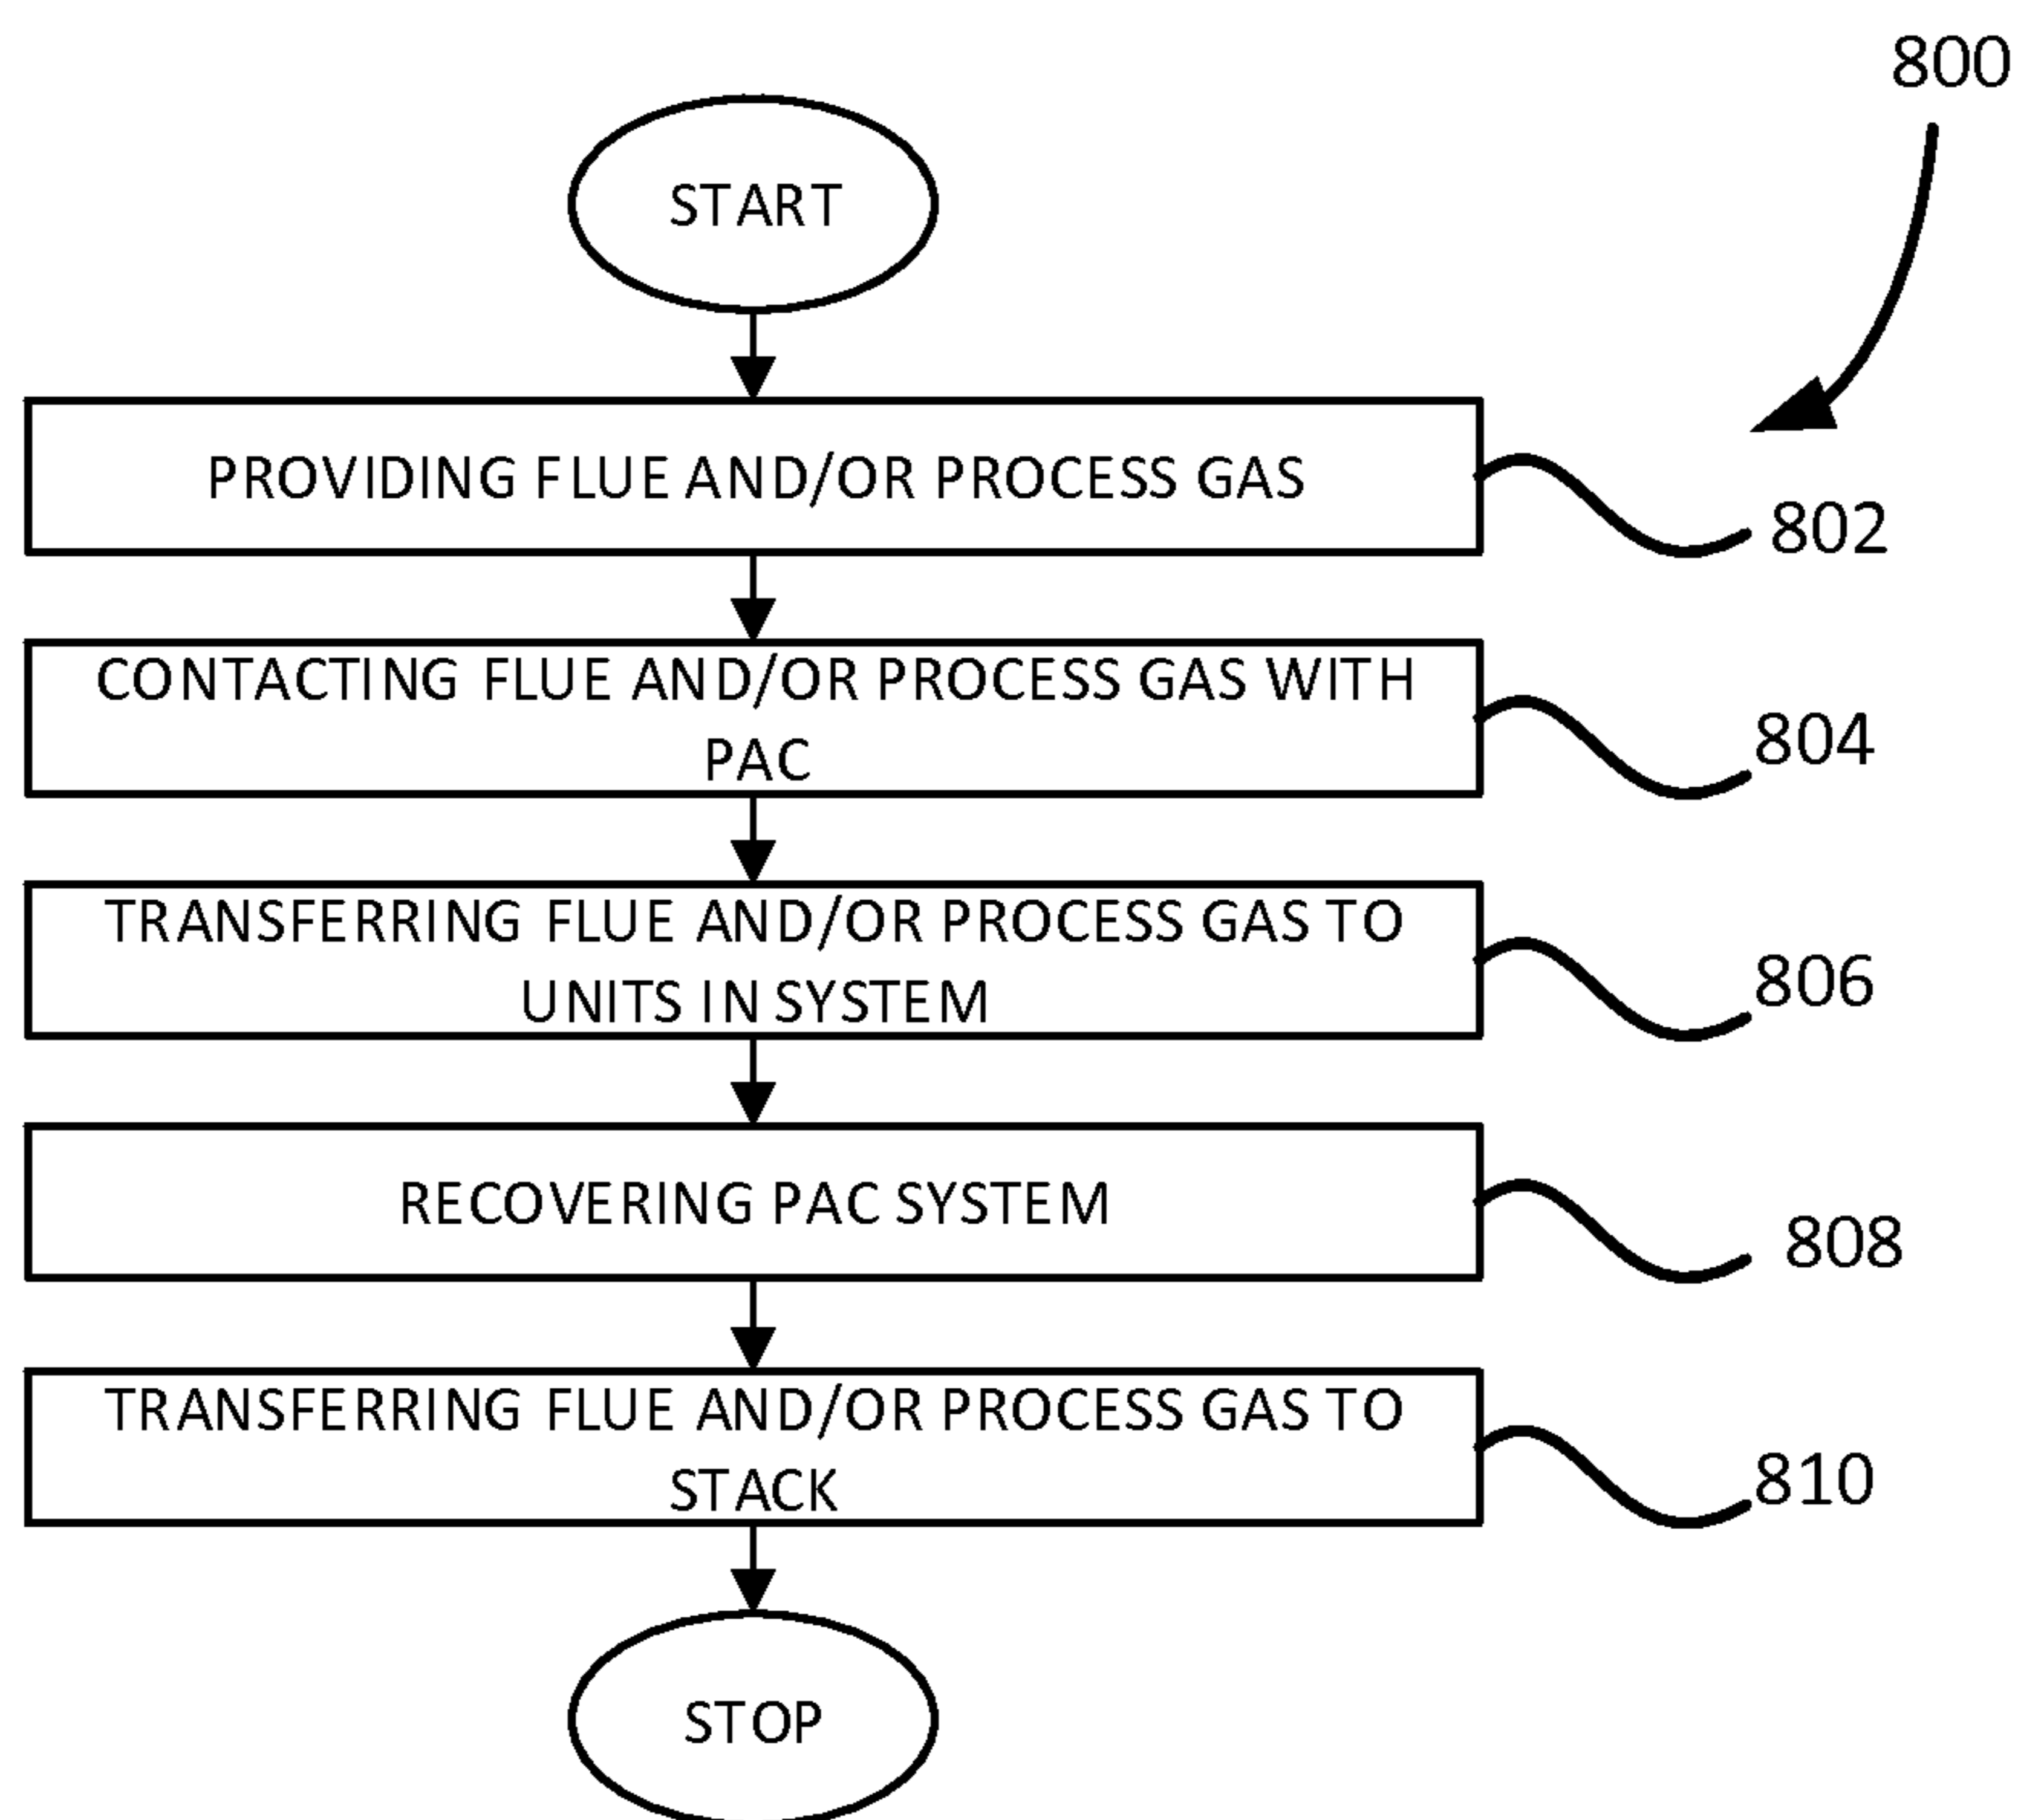 800
START
PROVIDING FLUE AND/OR PROCESS GAS
802
CONTACTING FLUE AND/OR PROCESS GAS WITH
PAC
804
TRANSFERRING FLUE AND/OR PROCESS GAS TO
UNITS IN SYSTEM
806
RECOVERING PAC SYSTEM
808
TRANSFERRING FLUE AND/OR PROCESS GAS TO
STACK
810
STOP